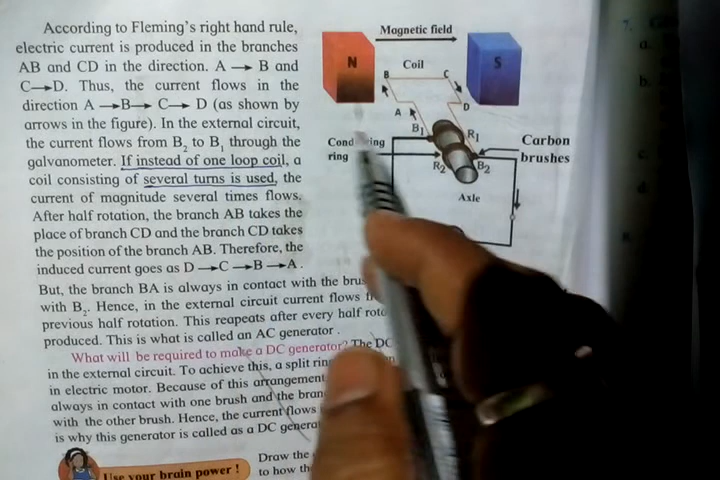 According to Fleming's right hand rule,
electric current is produced in the branches
AB and CD in the direction. A → B and
C→D. Thus, the current flows in the
direction A →B→ C→ D (as shown by
arrows in the figure). In the external circuit,
the current flows from B2 to B1 through the
galvanometer. If instead of one loop coil, a
coil consisting of several turns is used, the
current of magnitude several times flows.
After half rotation, the branch AB takes the
place of branch CD and the branch CD takes
the position of the branch AB. Therefore, the
induced current goes as D →C →B →A.
But, the branch BA is always in contact with the
with B2. Hence, in the external circuit current flows
previous half rotation. This reapeats after every half
produced. This is what is called an AC generator .
What will be required to make a DC generator? The DC
in the external circuit. To achieve this, a split
in electric motor. Because of this arrangement
always in contact with one brush and the
with the other brush. Hence, the current flows
is why this generator is called as a DC
Use your brain power !
Draw the
to how
Magnetic field
N
S
Coil
B
C
D
A
B1
R1
R2
B2
ring
Carbon
brushes
Axle
7.
a.
b.